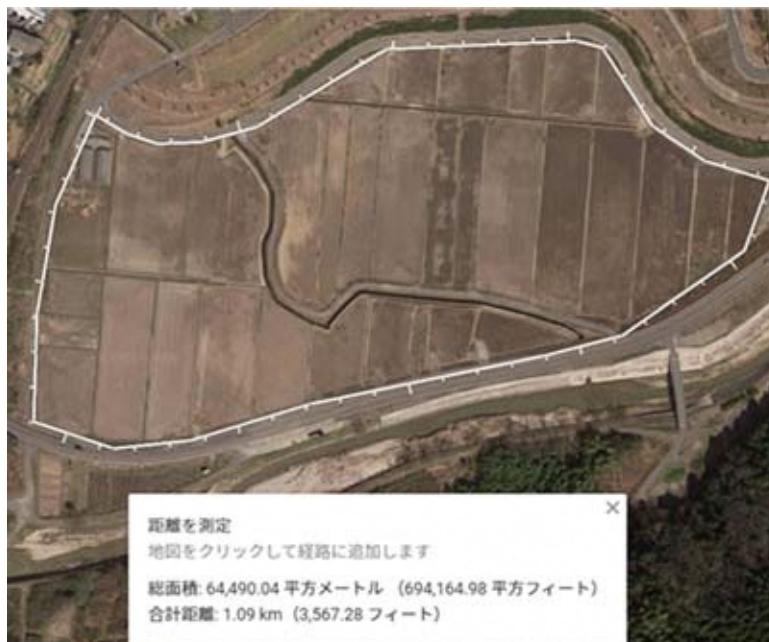 距離を測定
地図をクリックして経路に追加します
総面積: 64,490.04 平方メートル (694,164.98 平方フィート)
合計距離: 1.09 km (3,567.28 フィート)